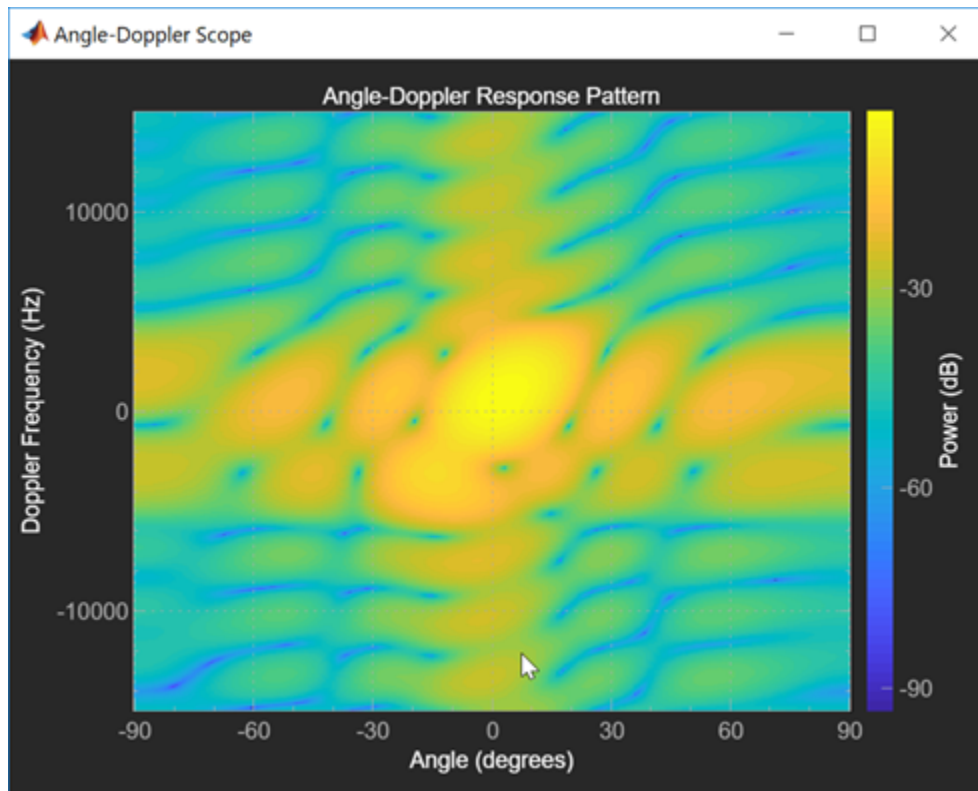 Angle-Doppler Scope
Angle-Doppler Response Pattern
10000
0
-10000
Doppler Frequency (Hz)
-90
-60
-30
0
30
60
90
Angle (degrees)
-30
-60
-90
Power (dB)